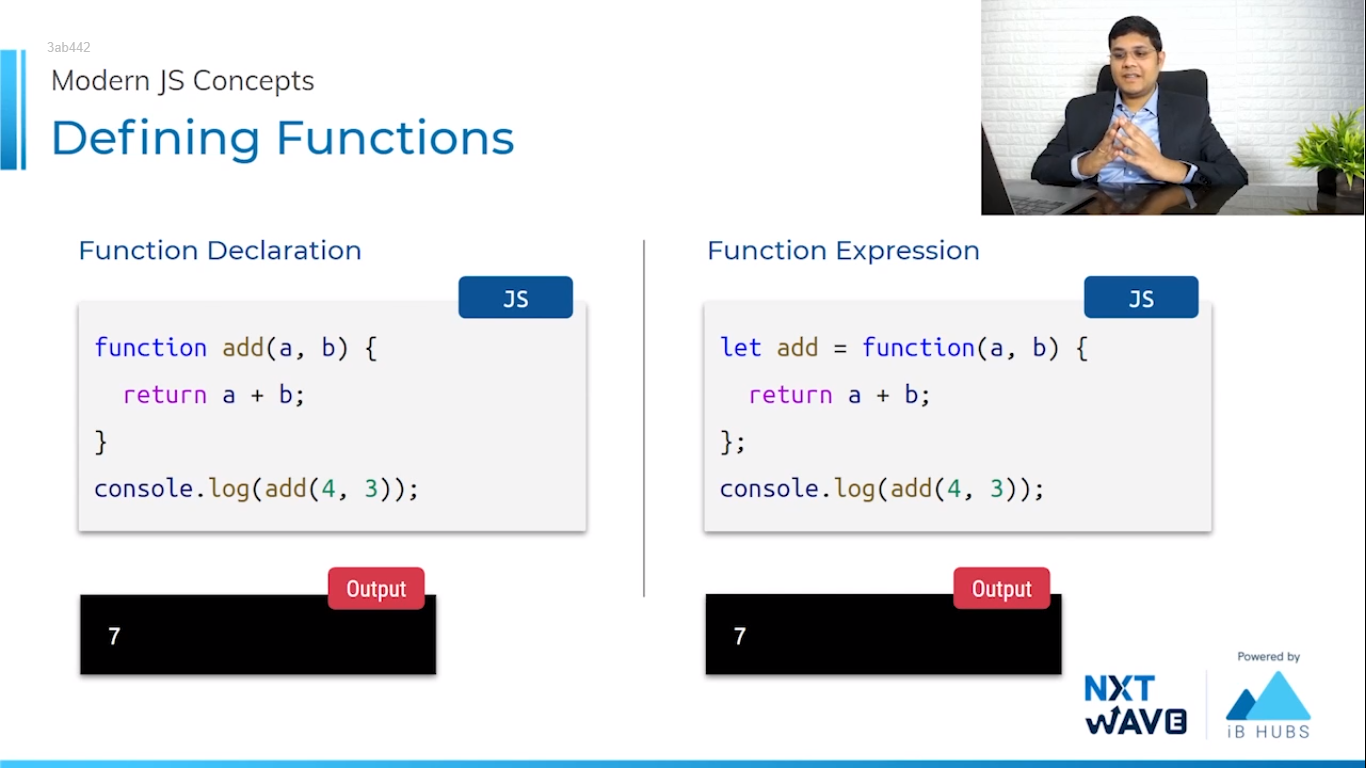 3ab442
Modern JS Concepts
Defining Functions
Function Declaration
JS
function add(a, b) {
  return a + b;
}
console.log(add(4, 3));
Output
7
Function Expression
JS
let add = function(a, b) {
  return a + b;
};
console.log(add(4, 3));
Output
7
NXT
WAVE
Powered by
iB HUBS